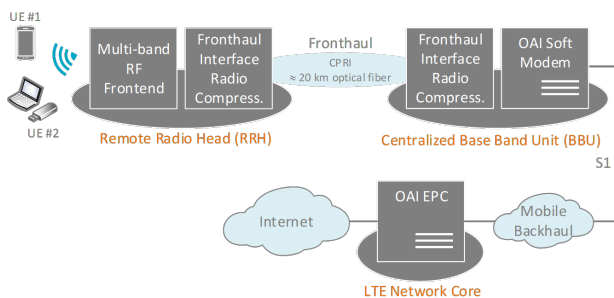 UE #1
UE #2
Multi-band
RF
Frontend
Fronthaul
Interface
Radio
Compress.
Remote Radio Head (RRH)
Fronthaul
CPRI
≈ 20 km optical fiber
Fronthaul
Interface
Radio
Compress.
OAI Soft
Modem
Centralized Base Band Unit (BBU)
S1
Internet
OAI EPC
LTE Network Core
Mobile
Backhaul